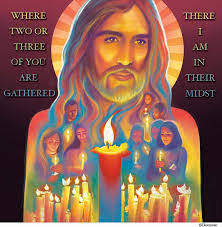 WHERE
TWO OR
THREE
OF YOU
ARE
GATHERED
THERE
I
AM
IN
THEIR
MIDST